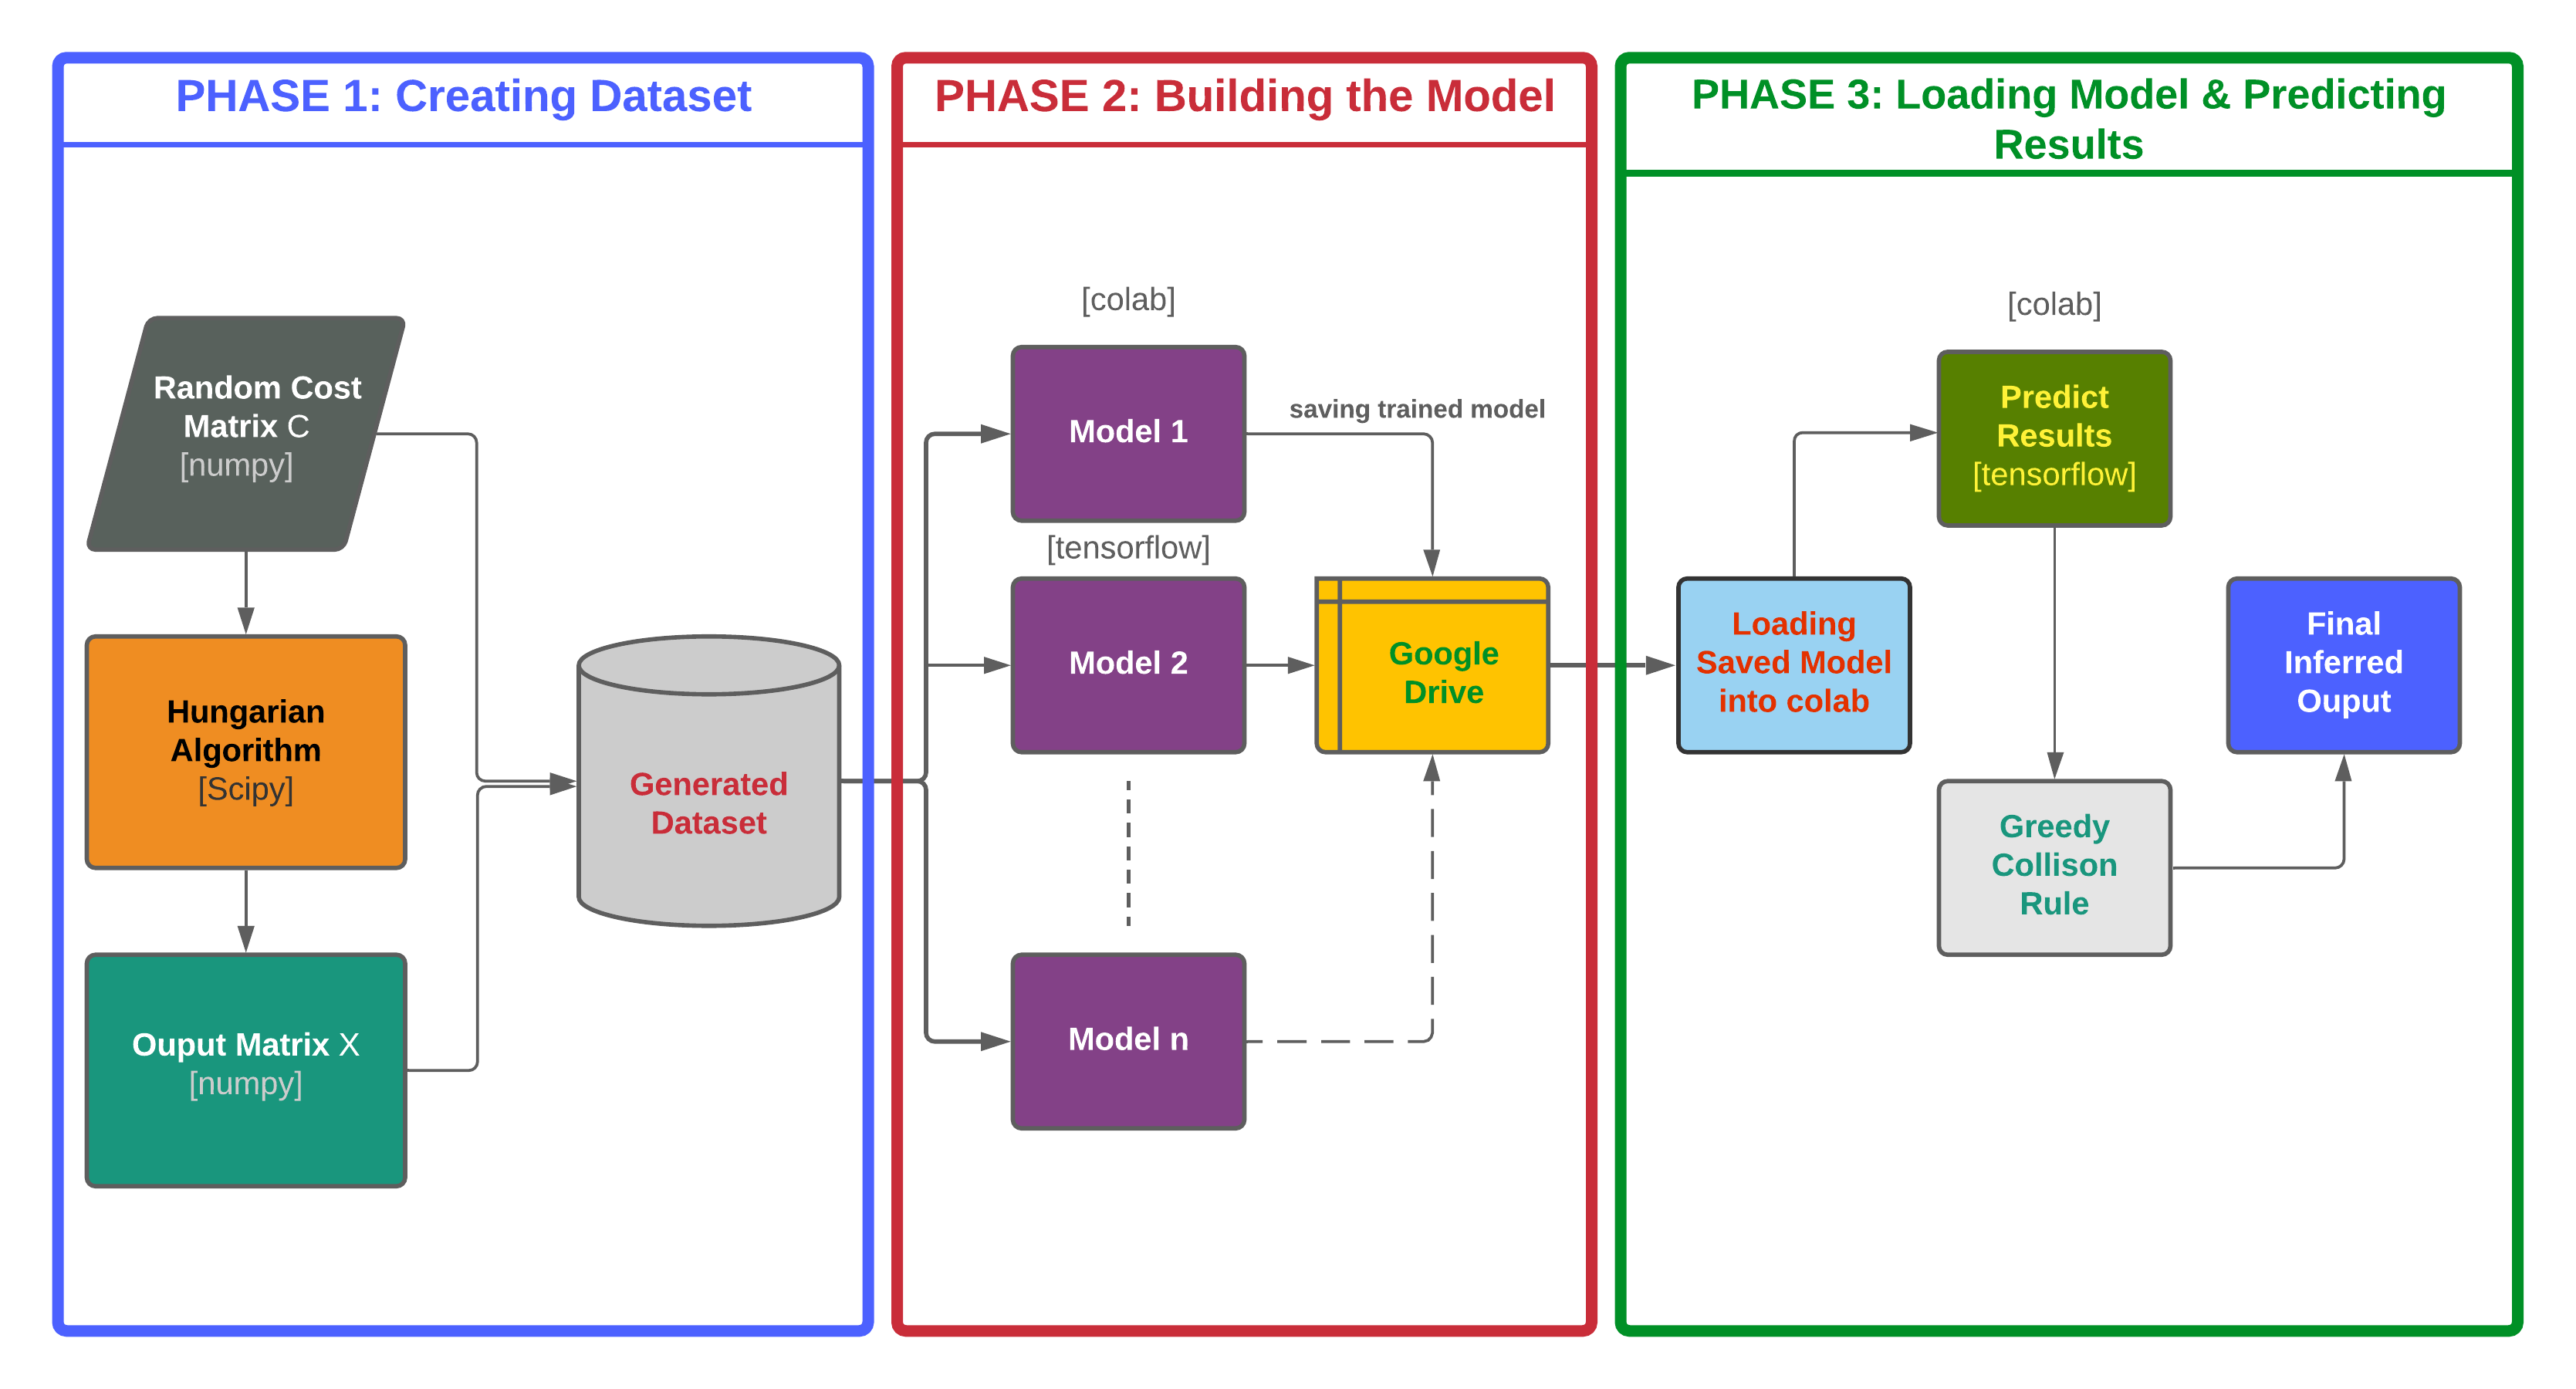 PHASE 1: Creating Dataset
Random Cost
Matrix C
[numpy]
Hungarian
Algorithm
[Scipy]
Ouput Matrix X
[numpy]
Generated
Dataset
PHASE 2: Building the Model
[colab]
Model 1
saving trained model
[tensorflow]
Model 2
Google
Drive
Model n
PHASE 3: Loading Model & Predicting
Results
[colab]
Predict
Results
[tensorflow]
Loading
Saved Model
into colab
Final
Inferred
Ouput
Greedy
Collison
Rule